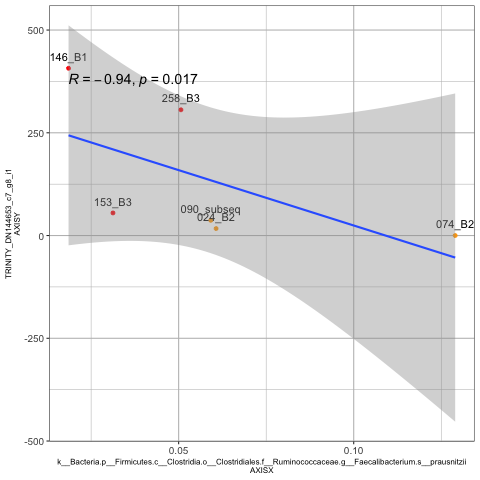 500
250
0
-250
-500
0.05
0.10
146_B1
R = −0.94, p = 0.017
258_B3
153_B3
090_subseq
024_B2
074_B2
TRINITY_DN144653_c7_g8_i1
AXISY
k__Bacteria.p__Firmicutes.c__Clostridia.o__Clostridiales.f__Ruminococcaceae.g__Faecalibacterium.s__prausnitzii
AXISX